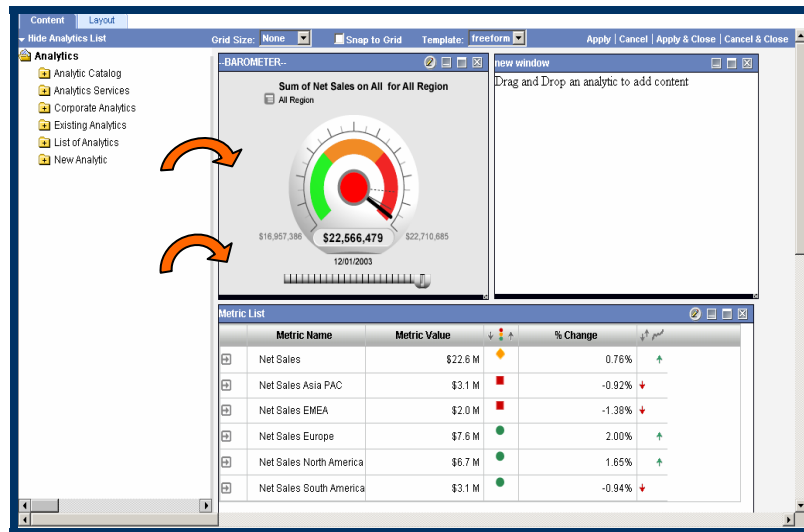 Content Layout
Hide Analytics List Grid Size: None Snap to Grid Template: freeform Apply | Cancel | Apply & Close | Cancel & Close
Analytics
Analytic Catalog
Analytics Services
Corporate Analytics
Existing Analytics
List of Analytics
New Analytic
--BAROMETER--
Sum of Net Sales on All for All Region
All Region
$16,957,386 $22,566,479 $22,710,685
12/01/2003
new window
Drag and Drop an analytic to add content
Metric List
Metric Name Metric Value % Change
Net Sales $22.6 M 0.76%
Net Sales Asia PAC $3.1 M -0.92%
Net Sales EMEA $2.0 M -1.38%
Net Sales Europe $7.6 M 2.00%
Net Sales North America $6.7 M 1.65%
Net Sales South America $3.1 M -0.94%